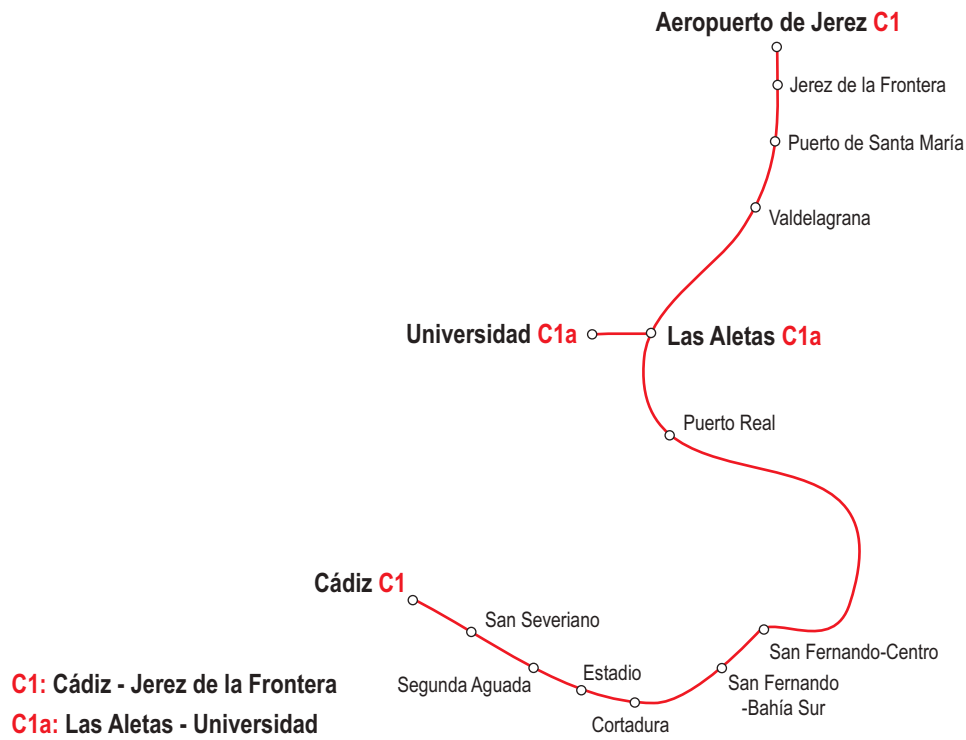 Aeropuerto de Jerez C1
Jerez de la Frontera
Puerto de Santa María
Valdelagrana
Universidad C1a
Las Aletas C1a
Puerto Real
Cádiz C1
San Severiano
Segunda Aguada
Estadio
Cortadura
San Fernando
-Bahía Sur
San Fernando-Centro
C1: Cádiz - Jerez de la Frontera
C1a: Las Aletas - Universidad